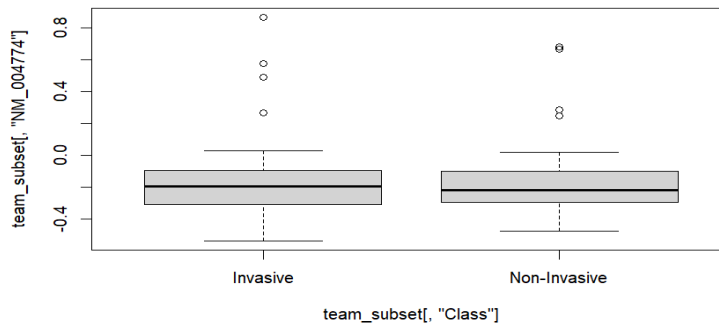 team_subset[, "NM_004774"]
0.8
0.4
0.0
-0.4
Invasive
Non-Invasive
team_subset[, "Class"]